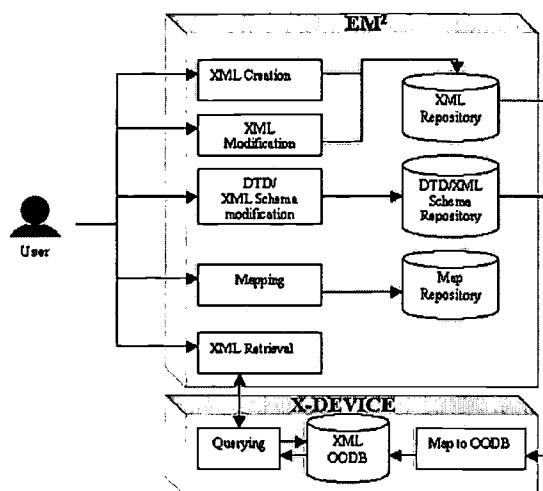 EM²
XML Creation
XML
Modification
DTD/
XML Schema
modification
Mapping
XML Retrieval
XML
Repository
DTD/XML
Schema
Repository
Map
Repository
User
X-DEVICE
Querying
XML
OODB
Map to OODB